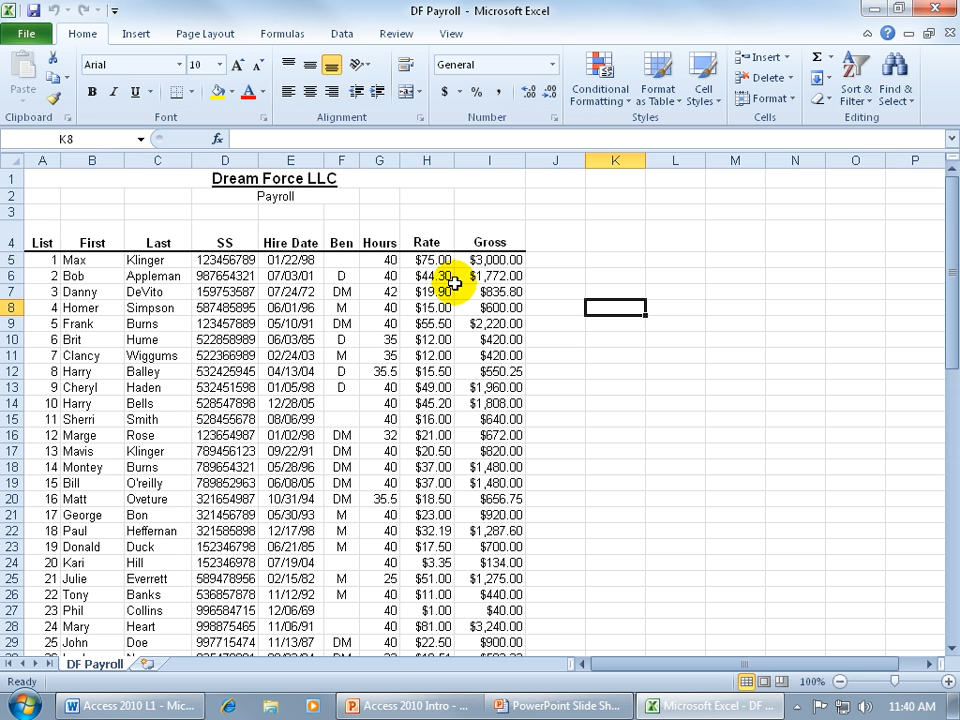 DF Payroll - Microsoft Excel
File Home Insert Page Layout Formulas Data Review View
Arial 10 General
Paste B I U $ % , Conditional Formatting Format as Table Cell Styles Insert Delete Format Σ Sort & Filter Find & Select
Clipboard Font Alignment Number Styles Cells Editing
K8 fx
A B C D E F G H I J K L M N O P
1 Dream Force LLC
2 Payroll
3
4 List First Last SS Hire Date Ben Hours Rate Gross
5 1 Max Klinger 123456789 01/22/98 40 $75.00 $3,000.00
6 2 Bob Appleman 987654321 07/03/01 D 40 $44.30 $1,772.00
7 3 Danny DeVito 159753587 07/24/72 DM 42 $19.90 $835.80
8 4 Homer Simpson 587485895 06/01/96 M 40 $15.00 $600.00
9 5 Frank Burns 123457889 05/10/91 DM 40 $55.50 $2,220.00
10 6 Brit Hume 522858989 06/03/85 D 35 $12.00 $420.00
11 7 Clancy Wiggums 522366989 02/24/03 M 35 $12.00 $420.00
12 8 Harry Balley 532425945 04/13/04 D 35.5 $15.50 $550.25
13 9 Cheryl Haden 532451598 01/05/98 D 40 $49.00 $1,960.00
14 10 Harry Bells 528547898 12/28/05 40 $45.20 $1,808.00
15 11 Sherri Smith 528455678 08/06/99 40 $16.00 $640.00
16 12 Marge Rose 123654987 01/02/98 DM 32 $21.00 $672.00
17 13 Mavis Klinger 789456123 09/22/91 DM 40 $20.50 $820.00
18 14 Montey Burns 789654321 05/28/96 DM 40 $37.00 $1,480.00
19 15 Bill O'reilly 789852963 06/08/05 DM 40 $37.00 $1,480.00
20 16 Matt Oveture 321654987 10/31/94 DM 35.5 $18.50 $656.75
21 17 George Bon 321456789 05/30/93 M 40 $23.00 $920.00
22 18 Paul Heffernan 321585898 12/17/98 M 40 $32.19 $1,287.60
23 19 Donald Duck 152346798 06/21/85 M 40 $17.50 $700.00
24 20 Kari Hill 152346978 07/19/04 40 $3.35 $134.00
25 21 Julie Everrett 589478956 02/15/82 M 25 $51.00 $1,275.00
26 22 Tony Banks 536857878 11/12/92 M 40 $11.00 $440.00
27 23 Phil Collins 996584715 12/06/69 40 $1.00 $40.00
28 24 Mary Heart 998875465 11/06/91 40 $81.00 $3,240.00
29 25 John Doe 997715474 11/13/87 DM 40 $22.50 $900.00
DF Payroll
Ready 100%
Access 2010 L1 - Mic... Access 2010 Intro - ... PowerPoint Slide Sh... Microsoft Excel - DF ... 11:40 AM